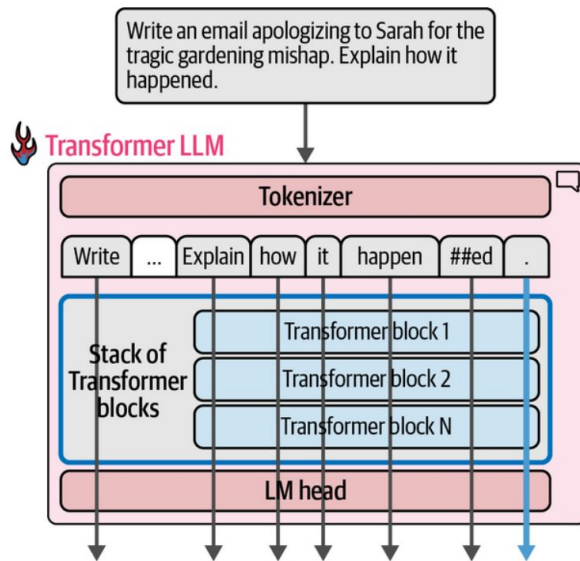 Write an email apologizing to Sarah for the
tragic gardening mishap. Explain how it
happened.
Transformer LLM
Tokenizer
Write ... Explain how it happen ##ed .
Stack of
Transformer
blocks
Transformer block 1
Transformer block 2
Transformer block N
LM head